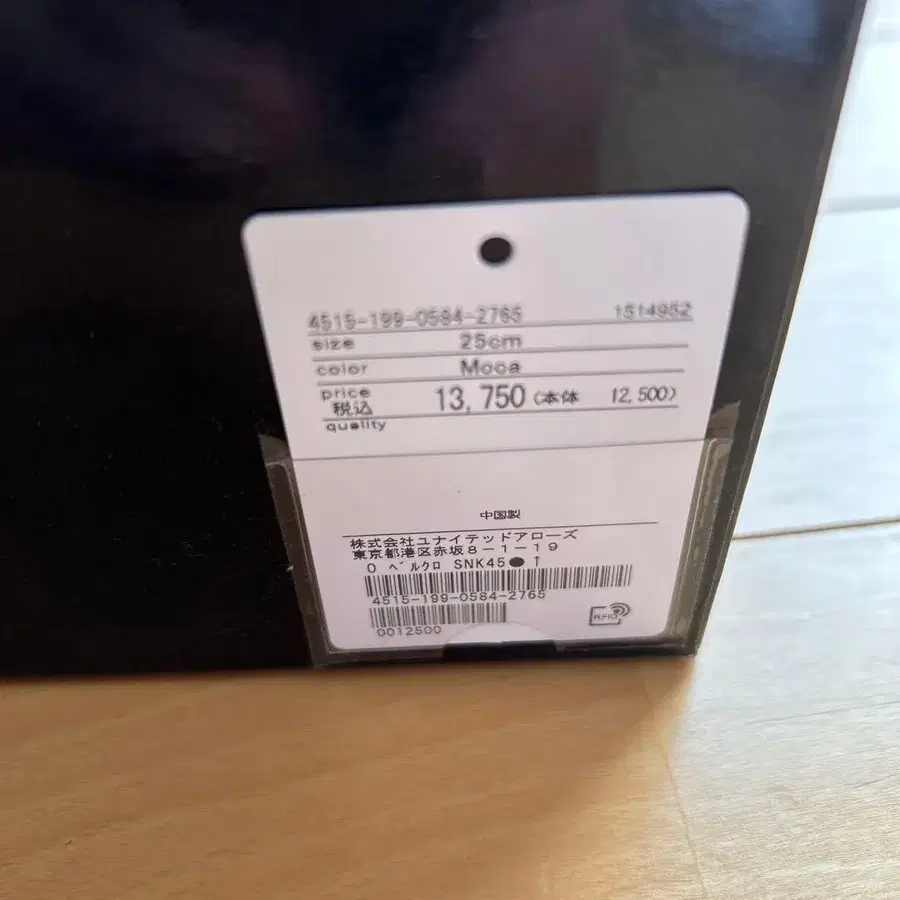 4515-199-0584-2765 1514952
size 25cm
color Moca
price 税込 13,750 (本体 12,500)
quality
中国製
株式会社ユナイテッドアローズ
東京都港区赤坂8-1-19
0 ベルクロ SNK45●↑
4515-199-0584-2765
0012500
RFID